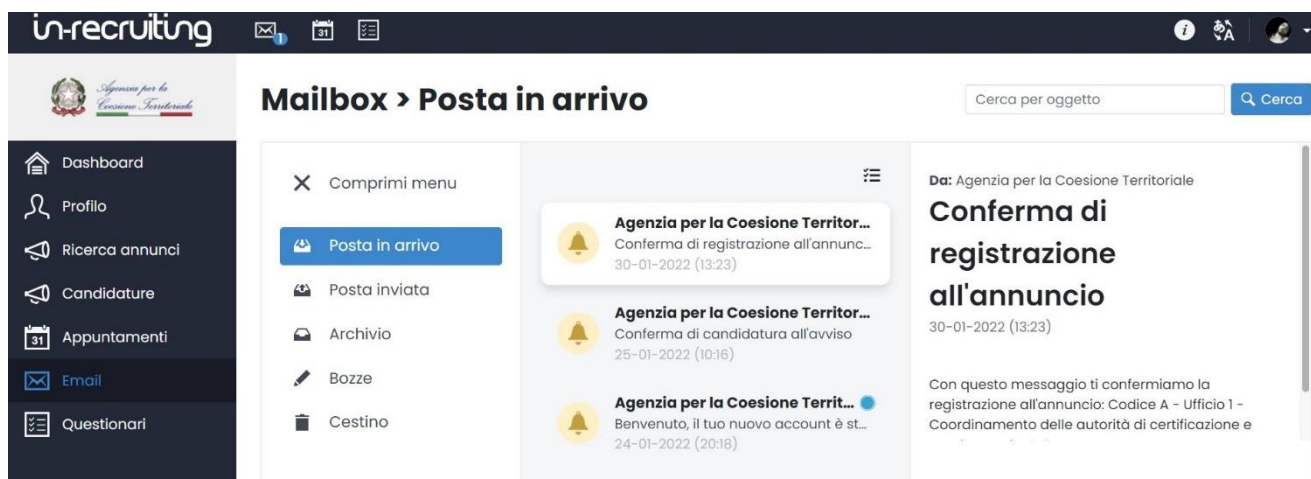 in-recruiting
1
31
Agenzia per la
Coesione Territoriale
Mailbox > Posta in arrivo
Cerca per oggetto
Cerca
Dashboard
Profilo
Ricerca annunci
Candidature
31 Appuntamenti
Email
Questionari
Comprimi menu
Posta in arrivo
Posta inviata
Archivio
Bozze
Cestino
Agenzia per la Coesione Territor...
Conferma di registrazione all'annunc...
30-01-2022 (13:23)
Agenzia per la Coesione Territor...
Conferma di candidatura all'avviso
25-01-2022 (10:16)
Agenzia per la Coesione Territ...
Benvenuto, il tuo nuovo account è st...
24-01-2022 (20:18)
Da: Agenzia per la Coesione Territoriale
Conferma di
registrazione
all'annuncio
30-01-2022 (13:23)
Con questo messaggio ti confermiamo la
registrazione all'annuncio: Codice A - Ufficio 1 -
Coordinamento delle autorità di certificazione e